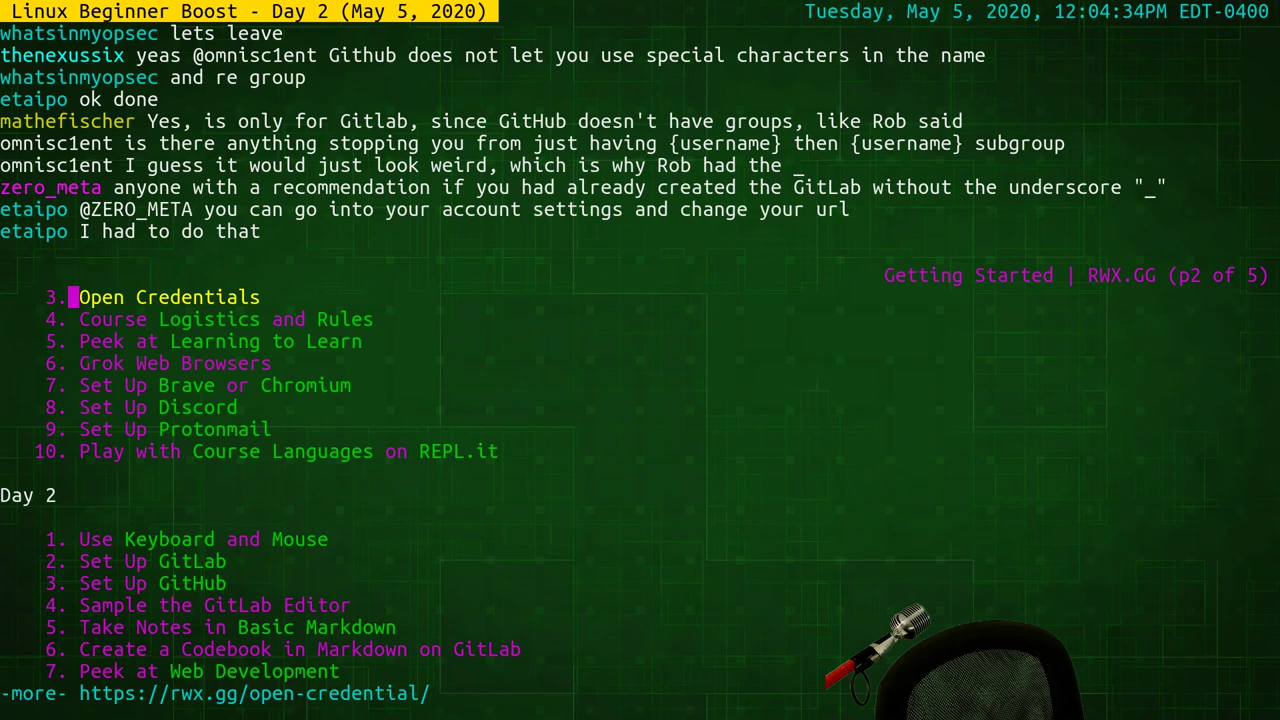 Linux Beginner Boost - Day 2 (May 5, 2020)
Tuesday, May 5, 2020, 12:04:34PM EDT-0400
whatsinmyopsec lets leave
thenexussix yeas @omnisc1ent Github does not let you use special characters in the name
whatsinmyopsec and re group
etaipo ok done
mathefischer Yes, is only for Gitlab, since GitHub doesn't have groups, like Rob said
omnisc1ent is there anything stopping you from just having {username} then {username} subgroup
omnisc1ent I guess it would just look weird, which is why Rob had the _
zero_meta anyone with a recommendation if you had already created the GitLab without the underscore "_"
etaipo @ZERO_META you can go into your account settings and change your url
etaipo I had to do that
Getting Started | RWX.GG (p2 of 5)
3. Open Credentials
4. Course Logistics and Rules
5. Peek at Learning to Learn
6. Grok Web Browsers
7. Set Up Brave or Chromium
8. Set Up Discord
9. Set Up Protonmail
10. Play with Course Languages on REPL.it
Day 2
1. Use Keyboard and Mouse
2. Set Up GitLab
3. Set Up GitHub
4. Sample the GitLab Editor
5. Take Notes in Basic Markdown
6. Create a Codebook in Markdown on GitLab
7. Peek at Web Development
-more- https://rwx.gg/open-credential/